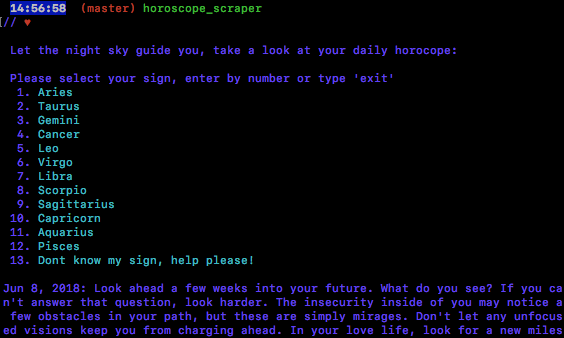 14:56:58 (master) horoscope_scraper
[// ♥
Let the night sky guide you, take a look at your daily horocope:
Please select your sign, enter by number or type 'exit'
1. Aries
2. Taurus
3. Gemini
4. Cancer
5. Leo
6. Virgo
7. Libra
8. Scorpio
9. Sagittarius
10. Capricorn
11. Aquarius
12. Pisces
13. Dont know my sign, help please!
Jun 8, 2018: Look ahead a few weeks into your future. What do you see? If you ca
n't answer that question, look harder. The insecurity inside of you may notice a
few obstacles in your path, but these are simply mirages. Don't let any unfocus
ed visions keep you from charging ahead. In your love life, look for a new miles